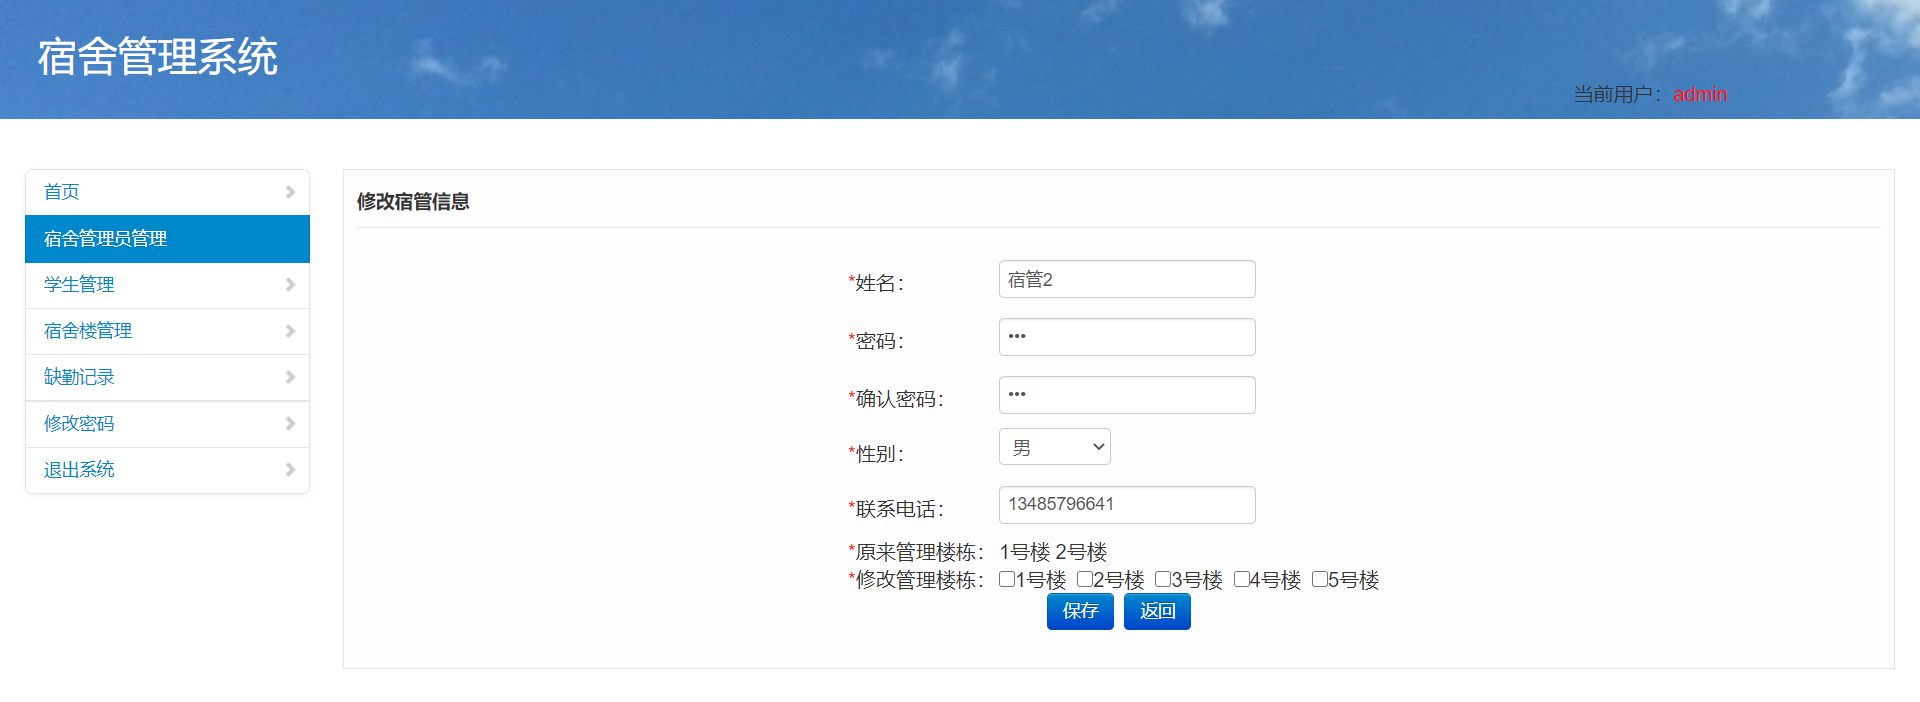 宿舍管理系统
当前用户：admin
首页
宿舍管理员管理
学生管理
宿舍楼管理
缺勤记录
修改密码
退出系统
修改宿管信息
*姓名： 宿管2
*密码： •••
*确认密码： •••
*性别： 男
*联系电话： 13485796641
*原来管理楼栋： 1号楼 2号楼
*修改管理楼栋： 1号楼 2号楼 3号楼 4号楼 5号楼
保存 返回